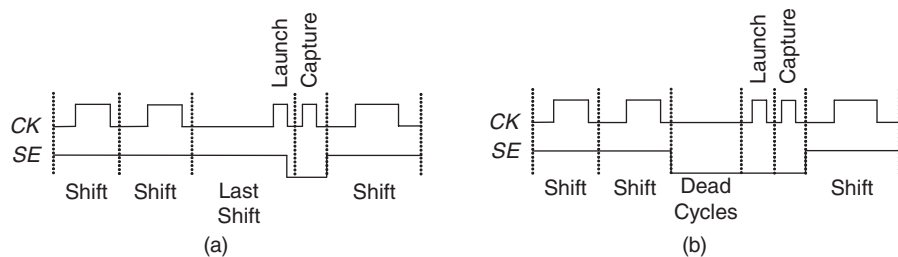 Launch
Capture
CK
SE
Shift
Shift
Last
Shift
Shift
(a)
Launch
Capture
CK
SE
Shift
Shift
Dead
Cycles
Shift
(b)